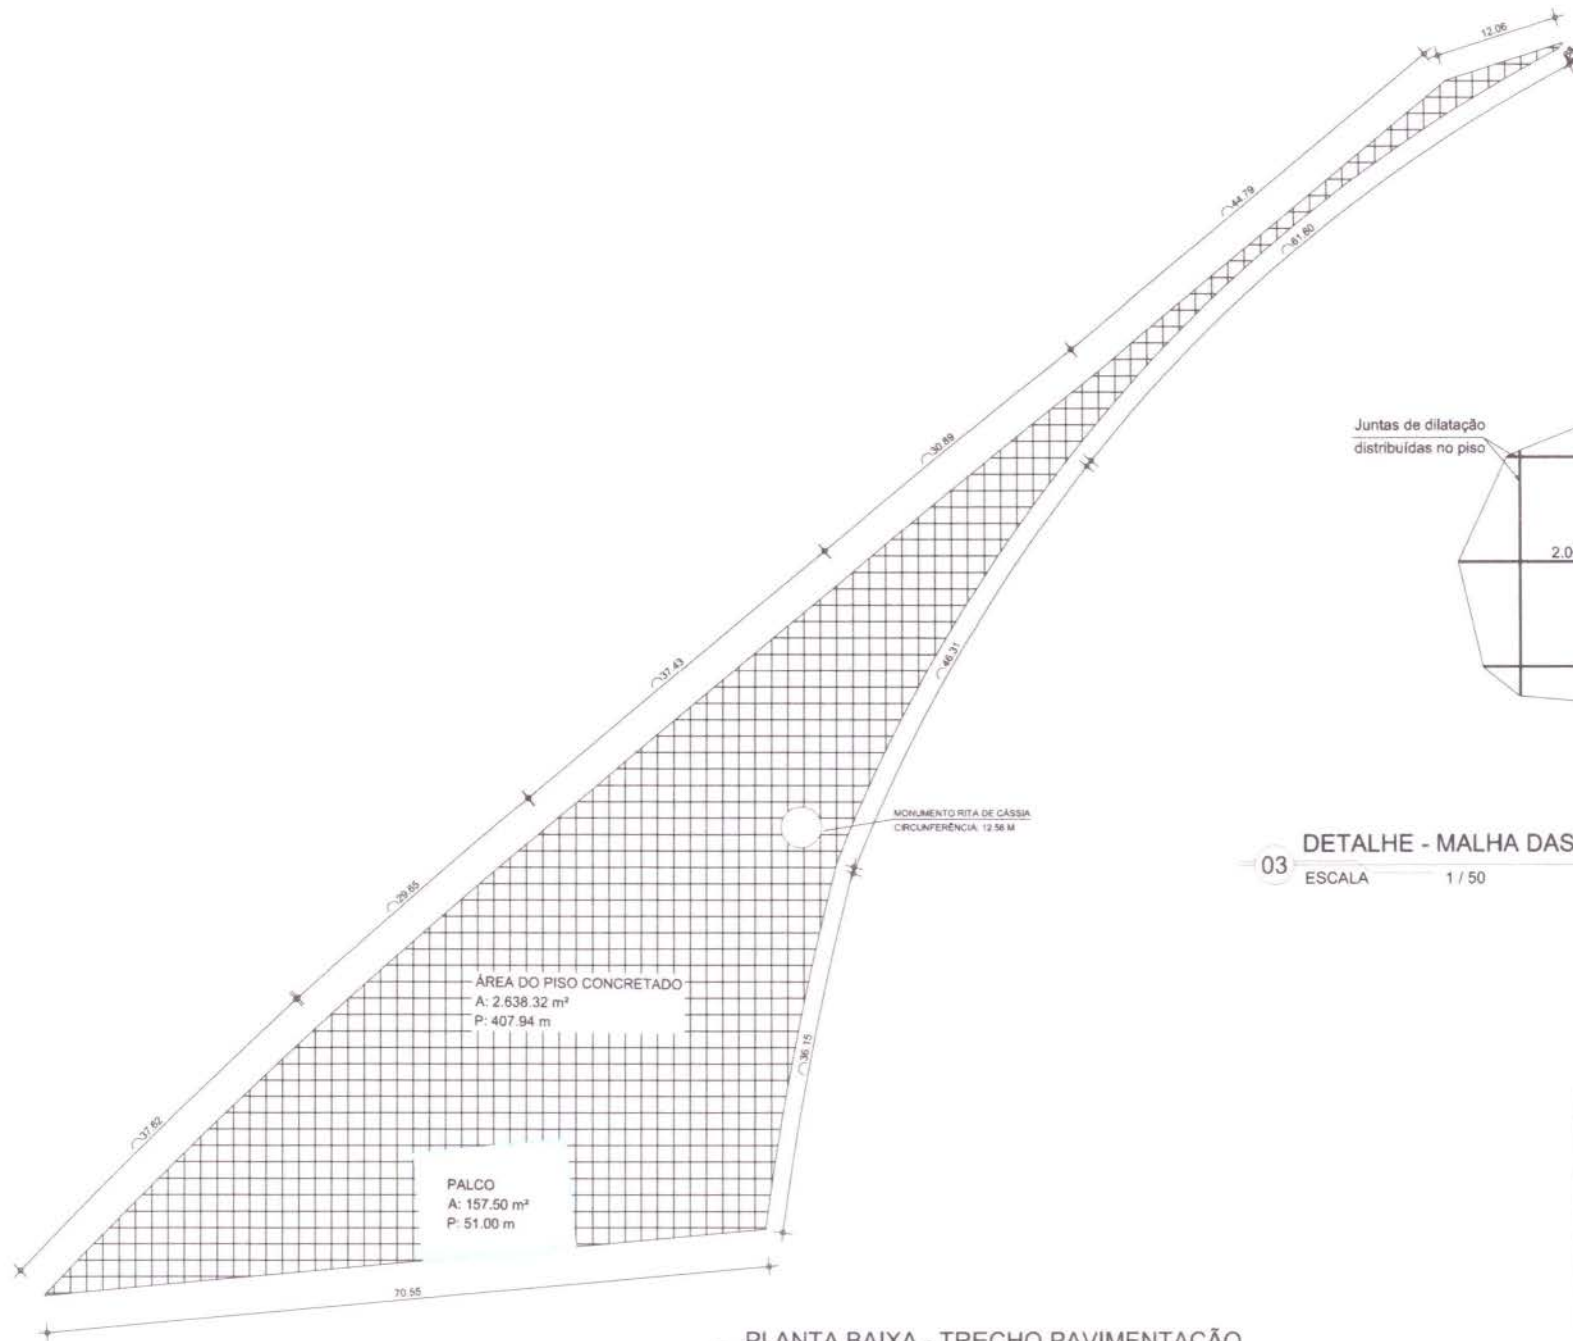 12.06
44.79
61.60
Juntas de dilatação
distribuídas no piso
30.89
2.0
37.43
46.31
MONUMENTO RITA DE CÁSSIA
CIRCUNFERÊNCIA: 12.56 M
DETALHE - MALHA DAS
03
ESCALA 1 / 50
29.65
ÁREA DO PISO CONCRETADO
A: 2.638.32 m²
P: 407.94 m
36.15
37.62
PALCO
A: 157.50 m²
P: 51.00 m
70.55
PLANTA BAIXA - TRECHO PAVIMENTAÇÃO